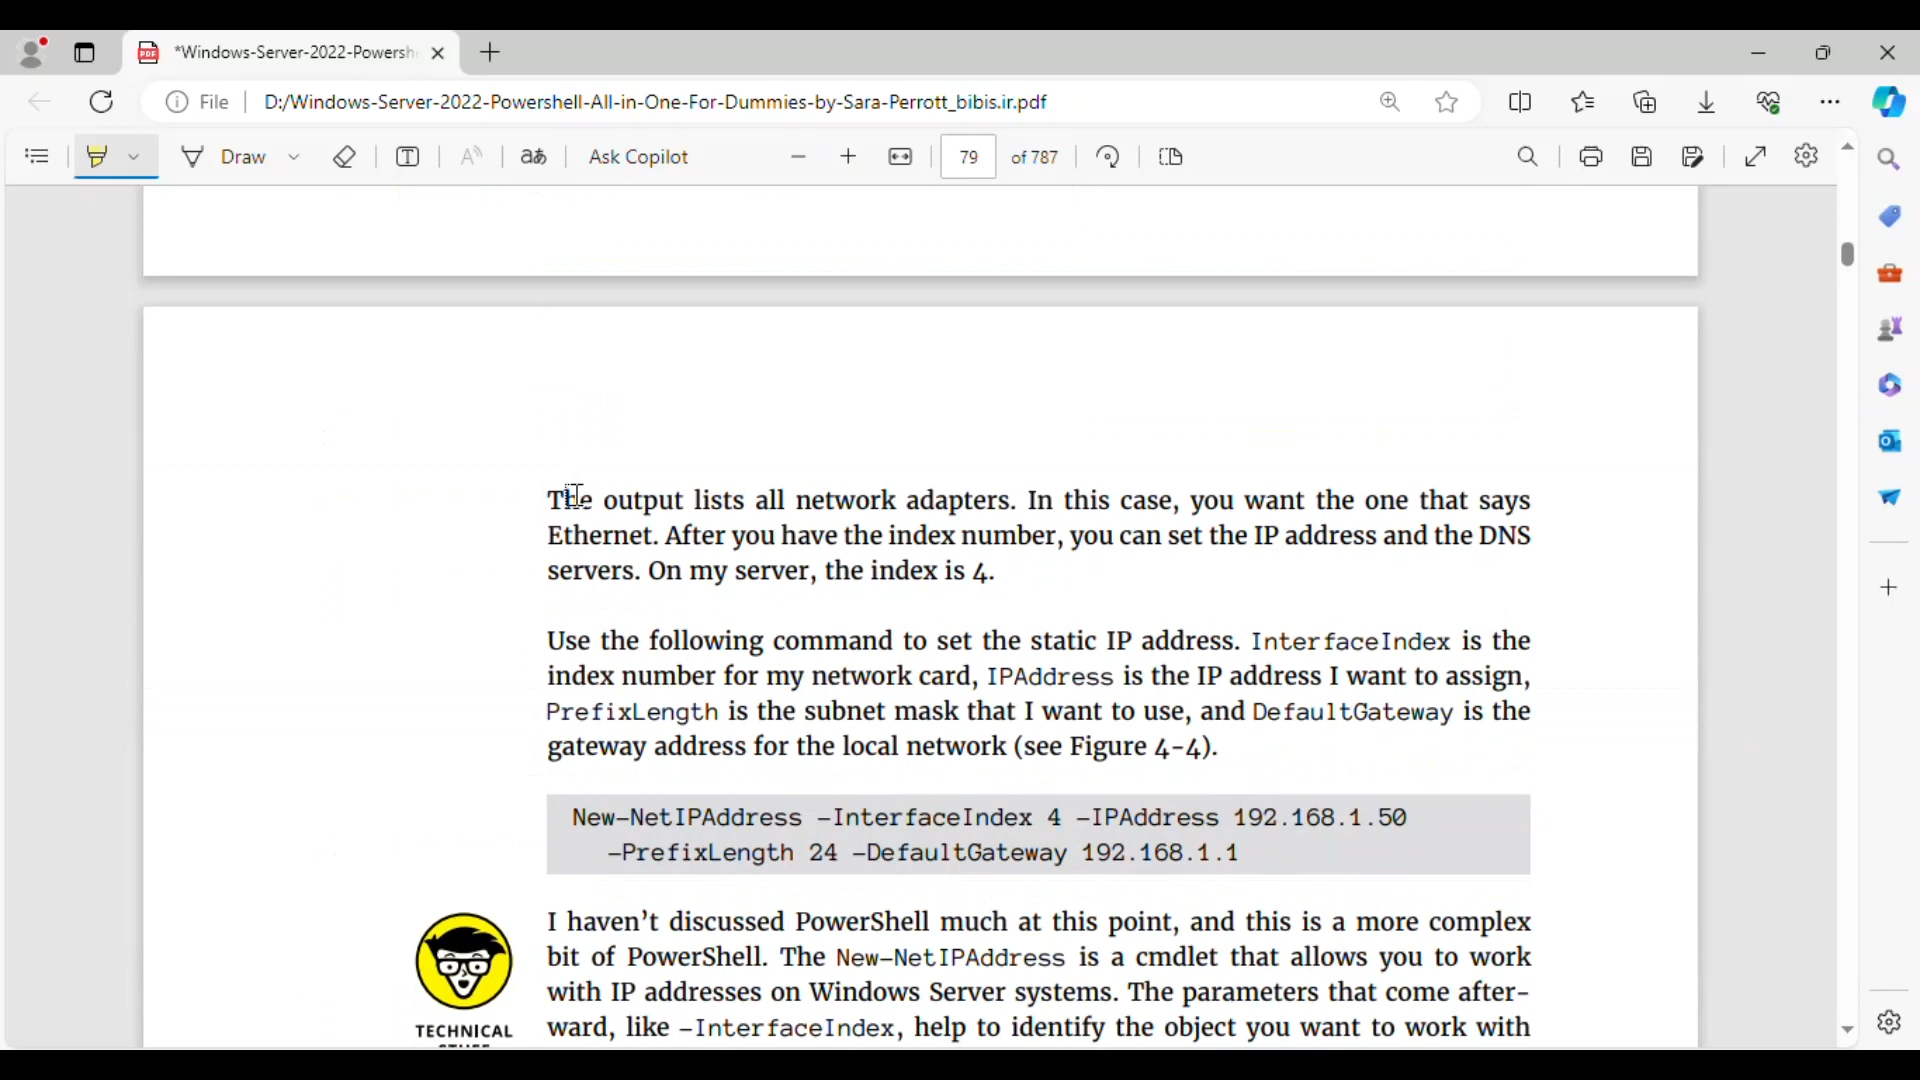 *Windows-Server-2022-Powersh
File
D:/Windows-Server-2022-Powershell-All-in-One-For-Dummies-by-Sara-Perrott_bibis.ir.pdf
Draw
Ask Copilot
79
of 787
The output lists all network adapters. In this case, you want the one that says
Ethernet. After you have the index number, you can set the IP address and the DNS
servers. On my server, the index is 4.
Use the following command to set the static IP address. InterfaceIndex is the
index number for my network card, IPAddress is the IP address I want to assign,
PrefixLength is the subnet mask that I want to use, and DefaultGateway is the
gateway address for the local network (see Figure 4-4).
New-NetIPAddress -InterfaceIndex 4 -IPAddress 192.168.1.50
-PrefixLength 24 -DefaultGateway 192.168.1.1
I haven't discussed PowerShell much at this point, and this is a more complex
bit of PowerShell. The New-NetIPAddress is a cmdlet that allows you to work
with IP addresses on Windows Server systems. The parameters that come after-
TECHNICAL
ward, like -InterfaceIndex, help to identify the object you want to work with